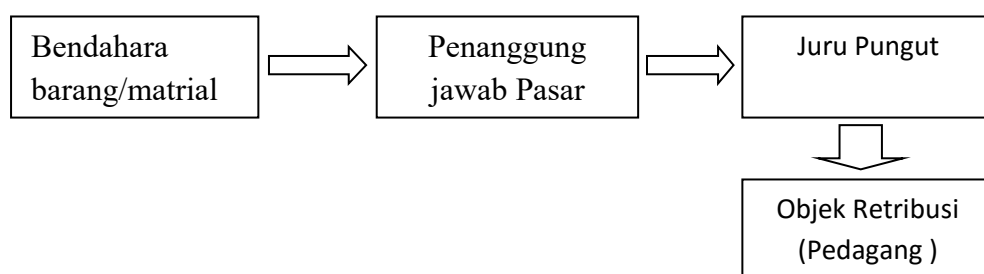 Bendahara
barang/matrial
Penanggung
jawab Pasar
Juru Pungut
Objek Retribusi
(Pedagang )